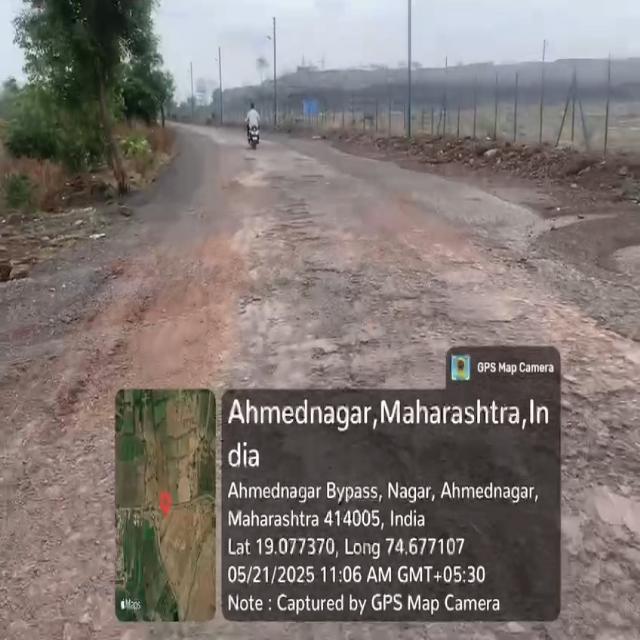 GPS Map Camera
Ahmednagar,Maharashtra,In
dia
Ahmednagar Bypass, Nagar, Ahmednagar,
Maharashtra 414005, India
Lat 19.077370, Long 74.677107
05/21/2025 11:06 AM GMT+05:30
Note : Captured by GPS Map Camera
Maps